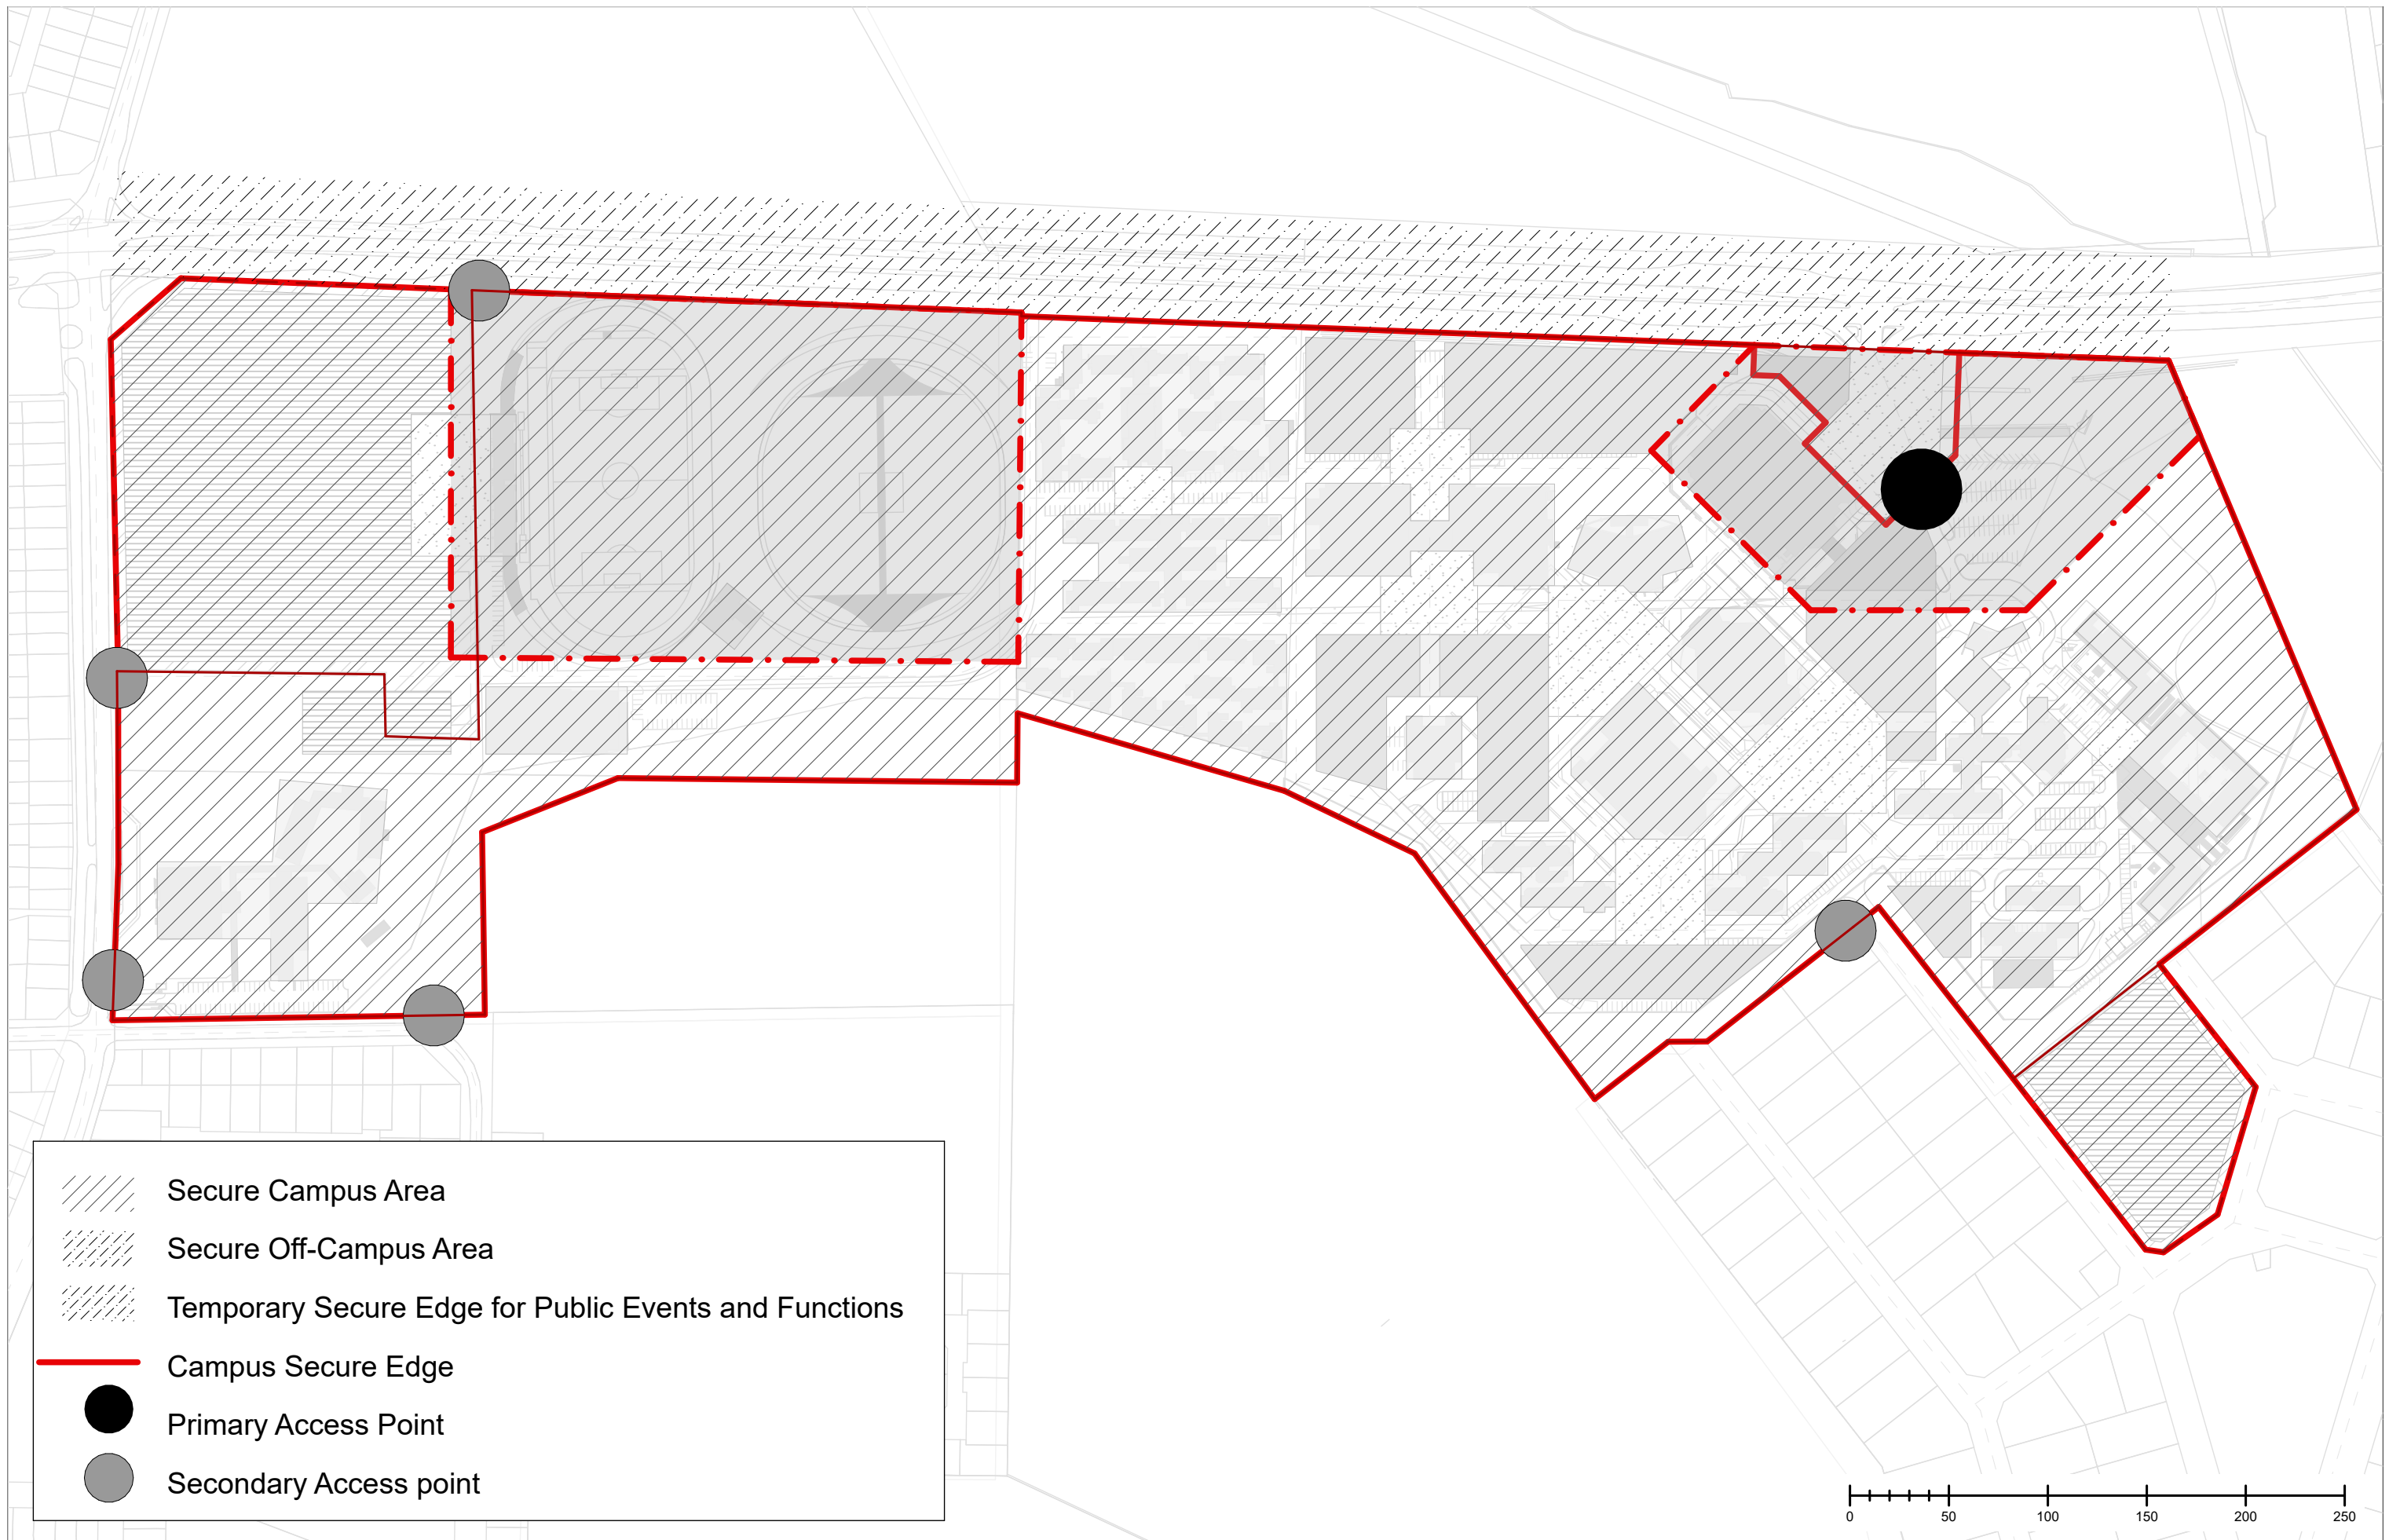 Secure Campus Area
Secure Off-Campus Area
Temporary Secure Edge for Public Events and Functions
Campus Secure Edge
Primary Access Point
Secondary Access point
0 50 100 150 200 250